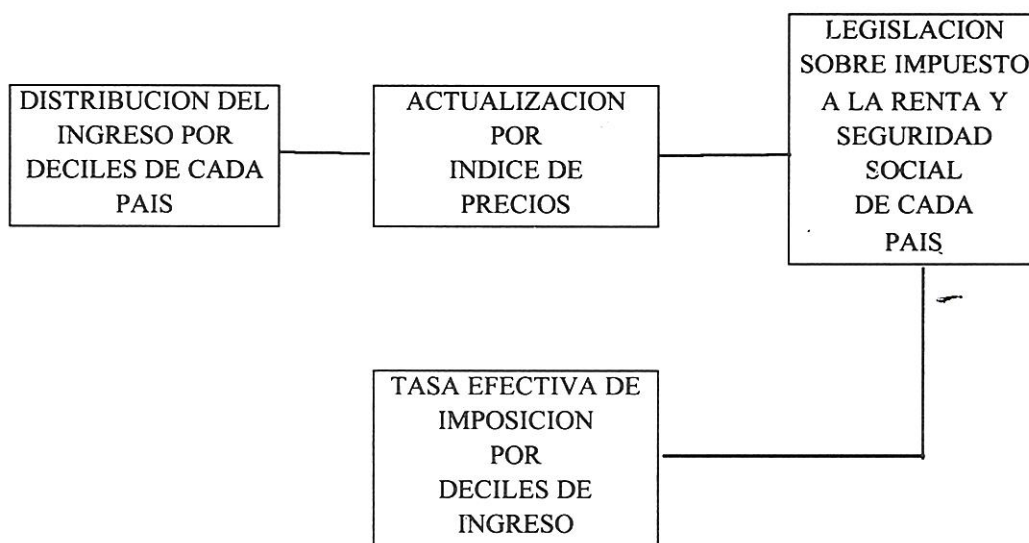 DISTRIBUCION DEL
INGRESO POR
DECILES DE CADA
PAIS
ACTUALIZACION
POR
INDICE DE
PRECIOS
LEGISLACION
SOBRE IMPUESTO
A LA RENTA Y
SEGURIDAD
SOCIAL
DE CADA
PAIS
TASA EFECTIVA DE
IMPOSICION
POR
DECILES DE
INGRESO